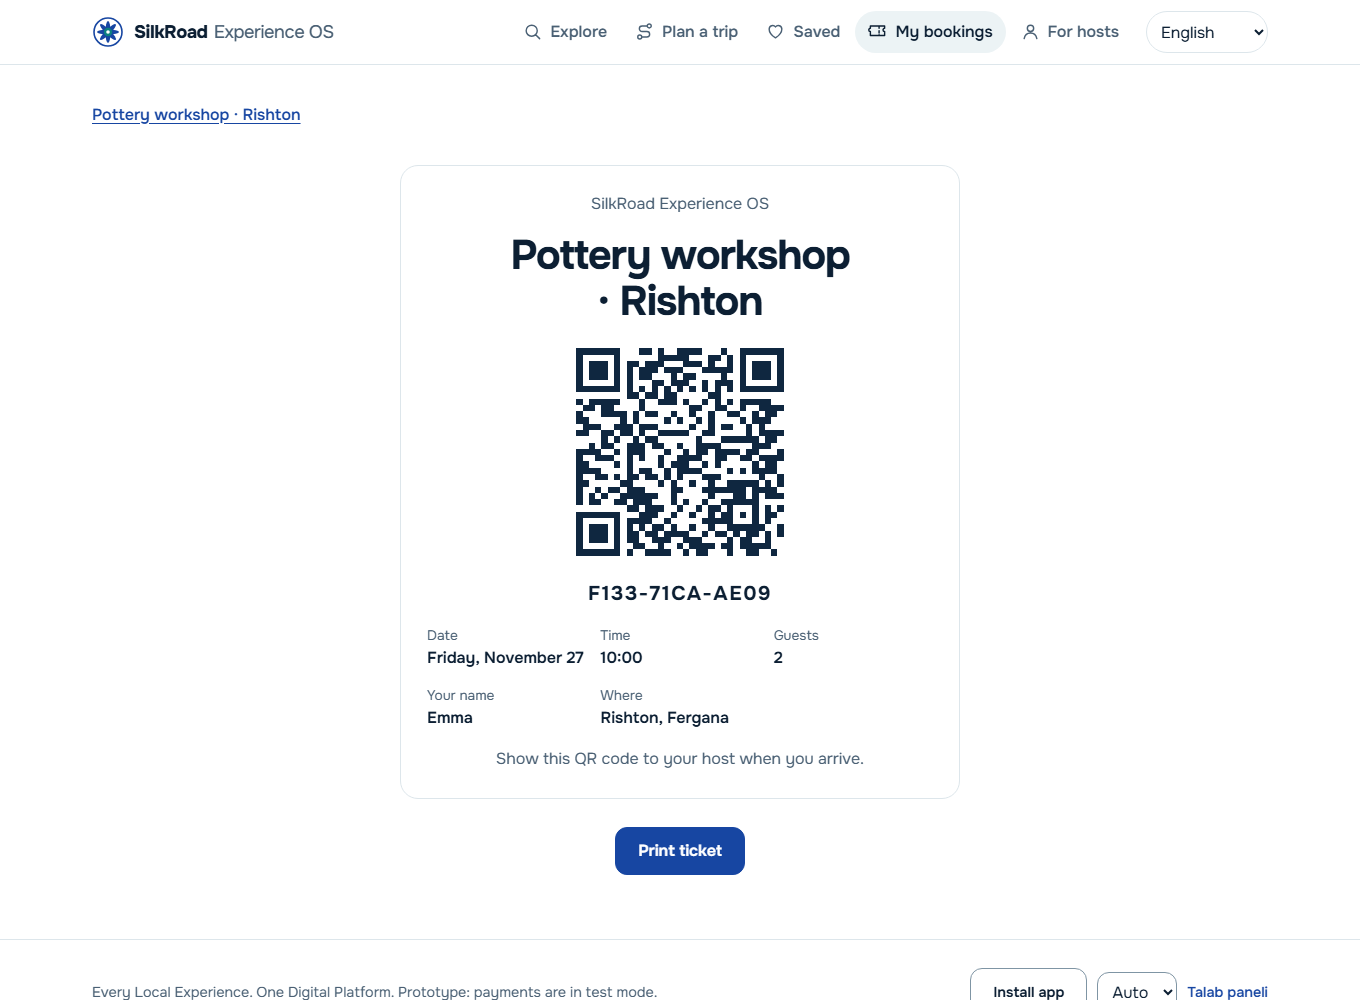 SilkRoad Experience OS
Explore
Plan a trip
Saved
My bookings
For hosts
English
Pottery workshop · Rishton
SilkRoad Experience OS
Pottery workshop
· Rishton
F133-71CA-AE09
Date
Friday, November 27
Time
10:00
Guests
2
Your name
Emma
Where
Rishton, Fergana
Show this QR code to your host when you arrive.
Print ticket
Every Local Experience. One Digital Platform. Prototype: payments are in test mode.
Install app
Auto
Talab paneli